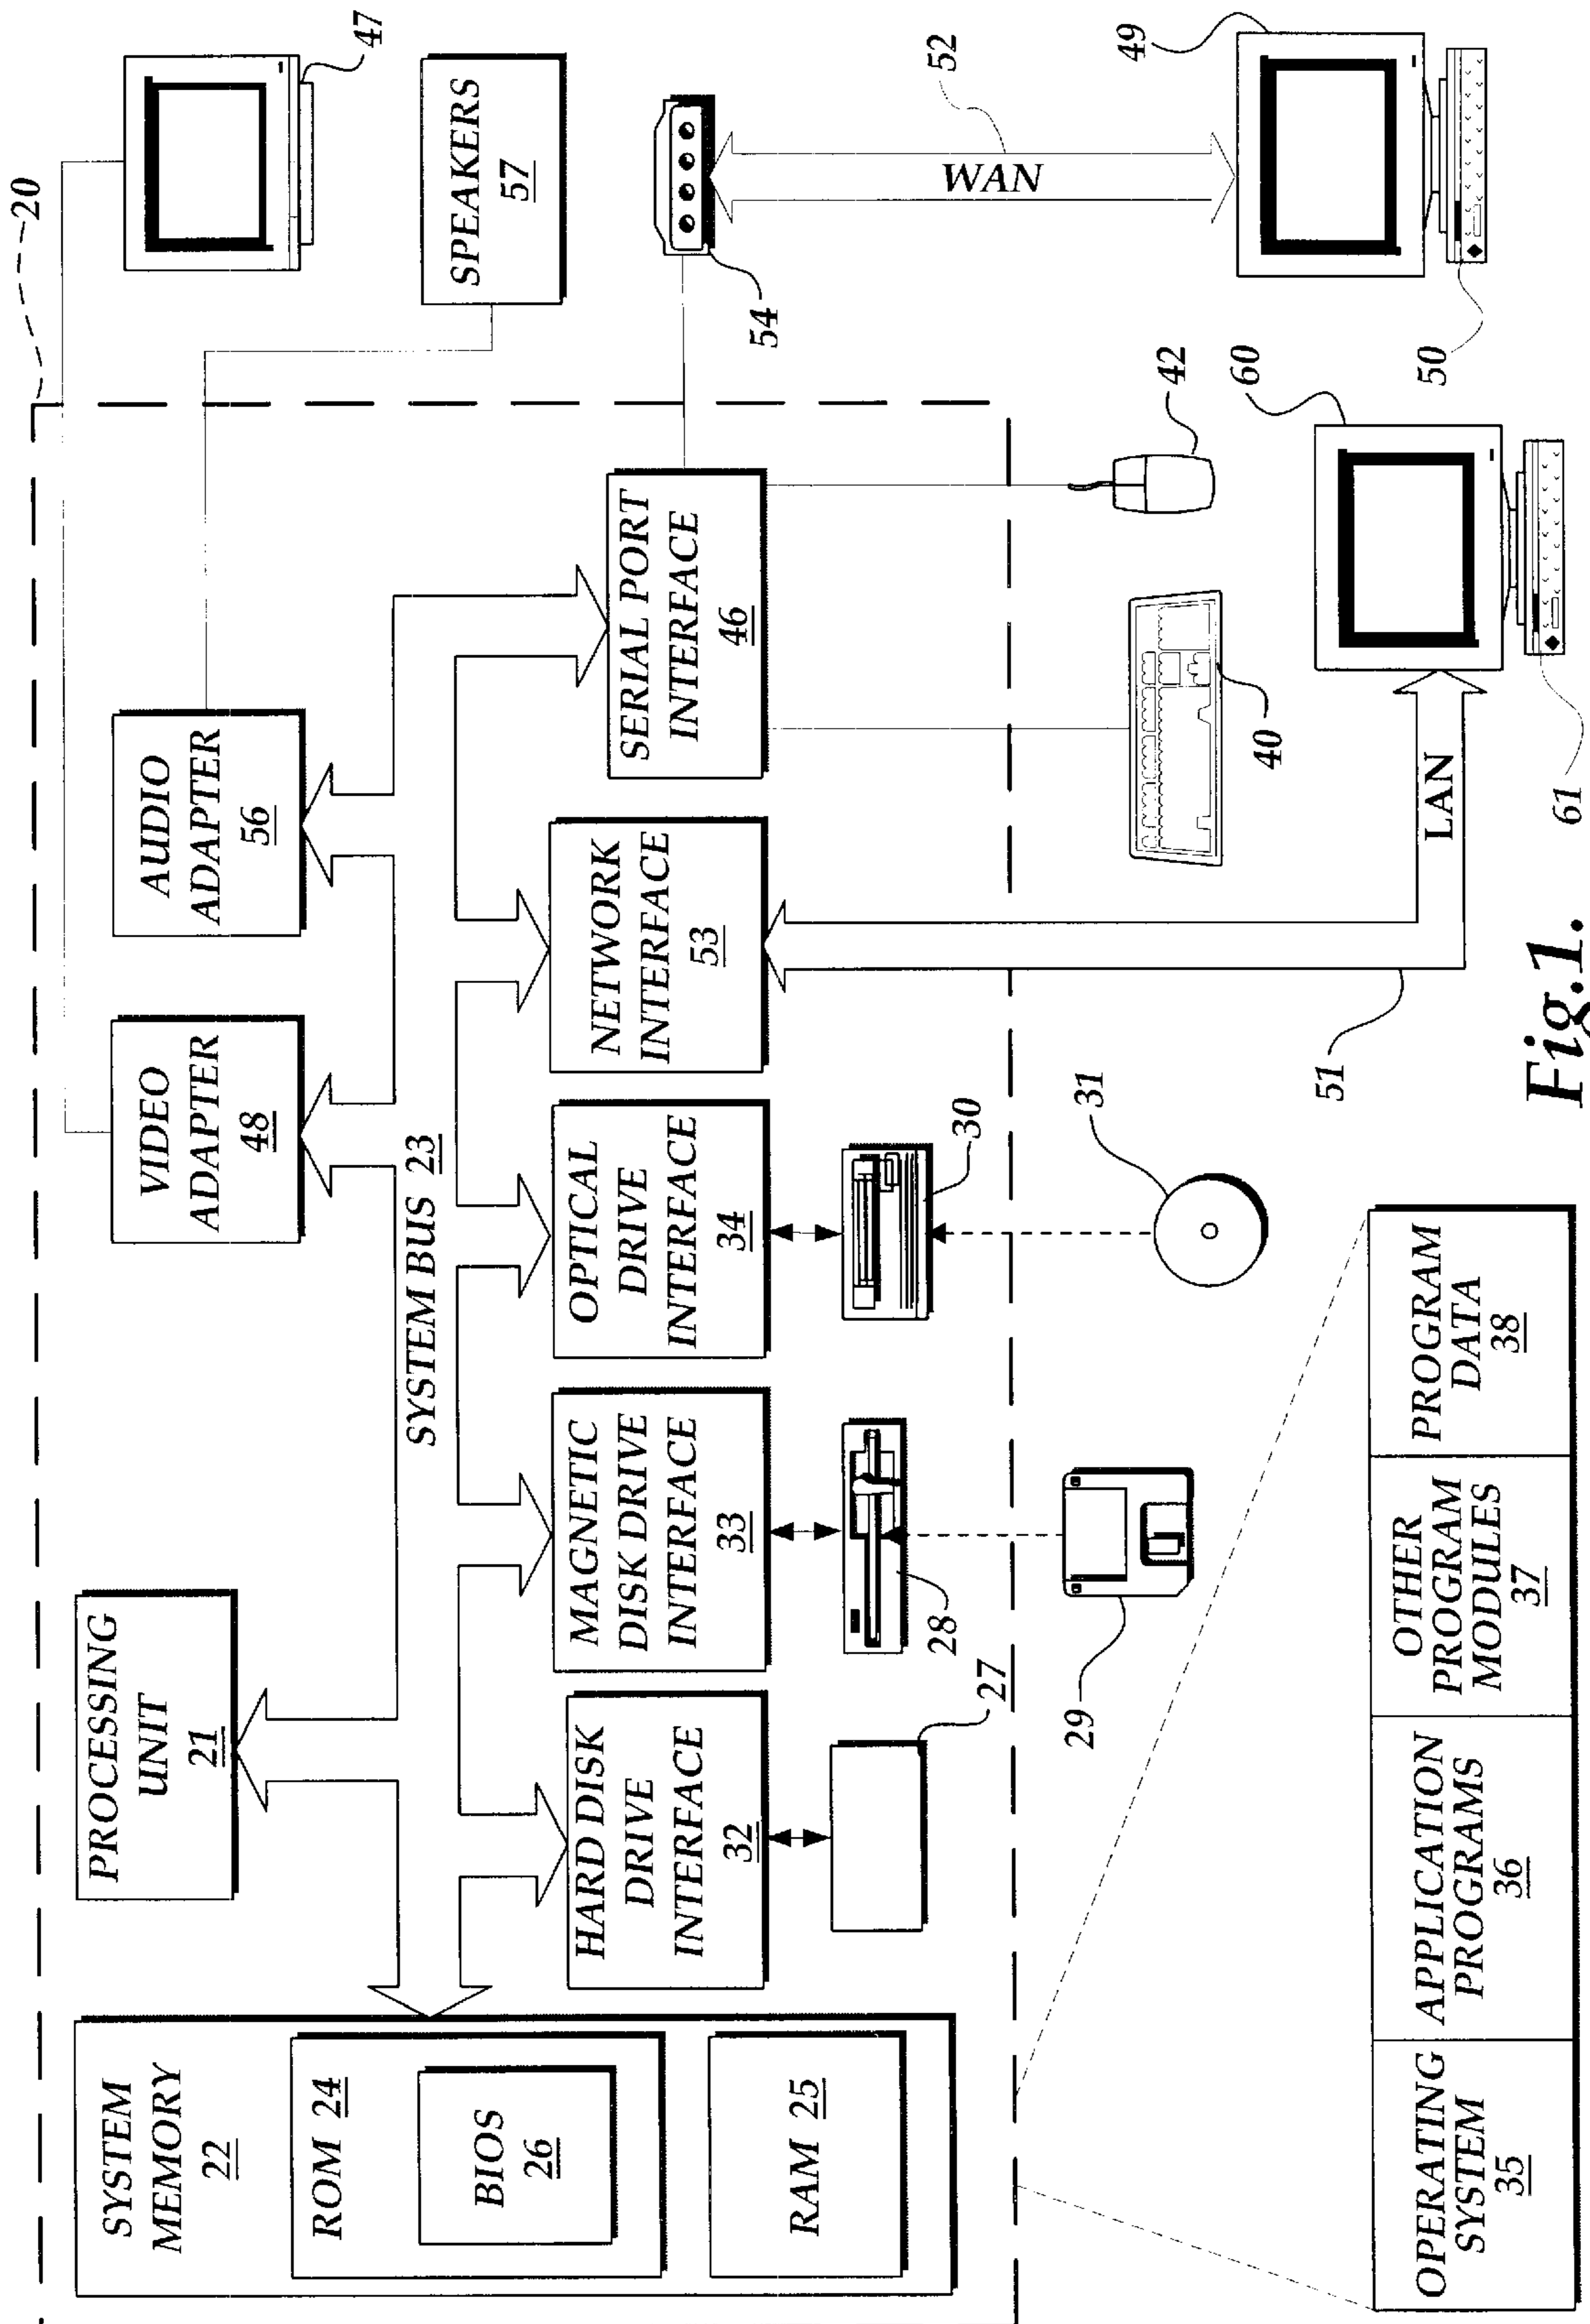 20
PROCESSING
UNIT
21
VIDEO
ADAPTER
48
AUDIO
ADAPTER
56
47
SYSTEM
MEMORY
22
ROM 24
BIOS
26
RAM 25
SYSTEM BUS 23
SPEAKERS
57
HARD DISK
DRIVE
INTERFACE
32
MAGNETIC
DISK DRIVE
INTERFACE
33
OPTICAL
DRIVE
INTERFACE
34
NETWORK
INTERFACE
53
SERIAL PORT
INTERFACE
46
54
27
28
30
52
WAN
29
31
40
42
49
50
60
61
51
LAN
OPERATING
SYSTEM
35
APPLICATION
PROGRAMS
36
OTHER
PROGRAM
MODULES
37
PROGRAM
DATA
38
Fig.1.